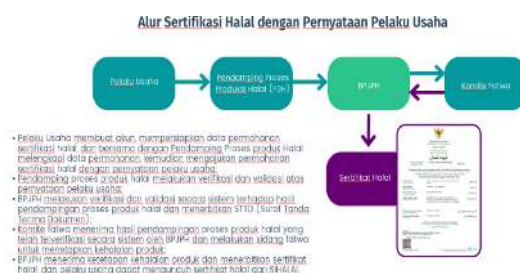 Alur Sertifikasi Halal dengan Pernyataan Pelaku Usaha
Pelaku Usaha
Pendamping Proses
Produksi Halal (P3H)
BPJPH
Komite Fatwa
Sertifikat Halal
• Pelaku Usaha membuat akun, mempersiapkan data permohonan
sertifikasi halal, dan bersama dengan Pendamping Proses produk Halal
melengkapi data permohonan, kemudian mengajukan permohonan
sertifikasi halal dengan pernyataan pelaku usaha;
• Pendamping proses produk halal melakukan verifikasi dan validasi atas
pernyataan pelaku usaha;
• BPJPH melakukan verifikasi dan validasi secara sistem terhadap hasil
pendampingan proses produk halal dan menerbitkan STTD (Surat Tanda
Terima Dokumen);
• Komite Fatwa menerima hasil pendampingan proses produk halal yang
telah terverifikasi secara sistem oleh BPJPH dan melakukan sidang fatwa
untuk menetapkan kehalalan produk;
• BPJPH menerima ketetapan kehalalan produk dan menerbitkan sertifikat
halal dan pelaku usaha dapat mengunduh sertifikat halal dari SIHALAL